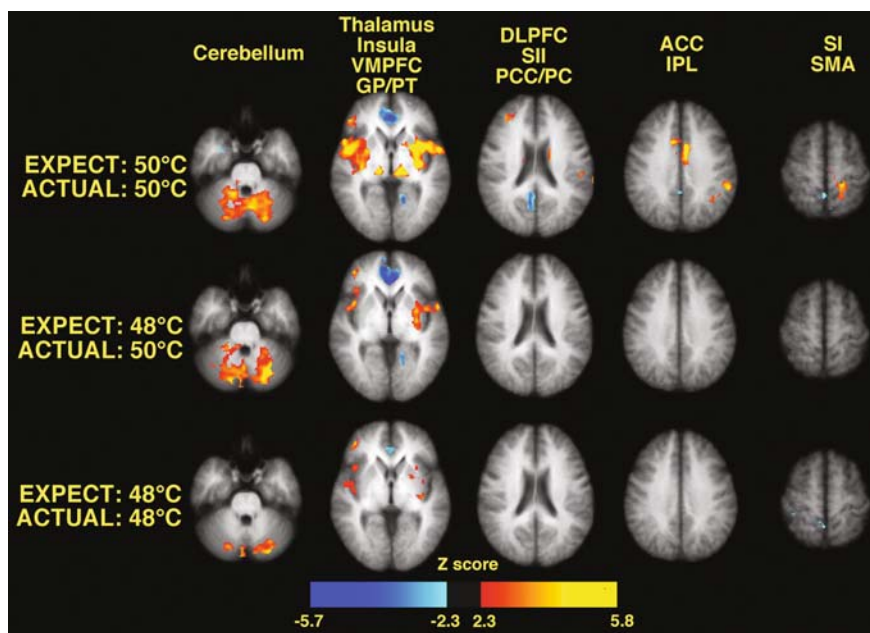 Cerebellum
Thalamus
Insula
VMPFC
GP/PT
DLPFC
SII
PCC/PC
ACC
IPL
SI
SMA
EXPECT: 50°C
ACTUAL: 50°C
EXPECT: 48°C
ACTUAL: 50°C
EXPECT: 48°C
ACTUAL: 48°C
Z score
-5.7 -2.3 2.3 5.8